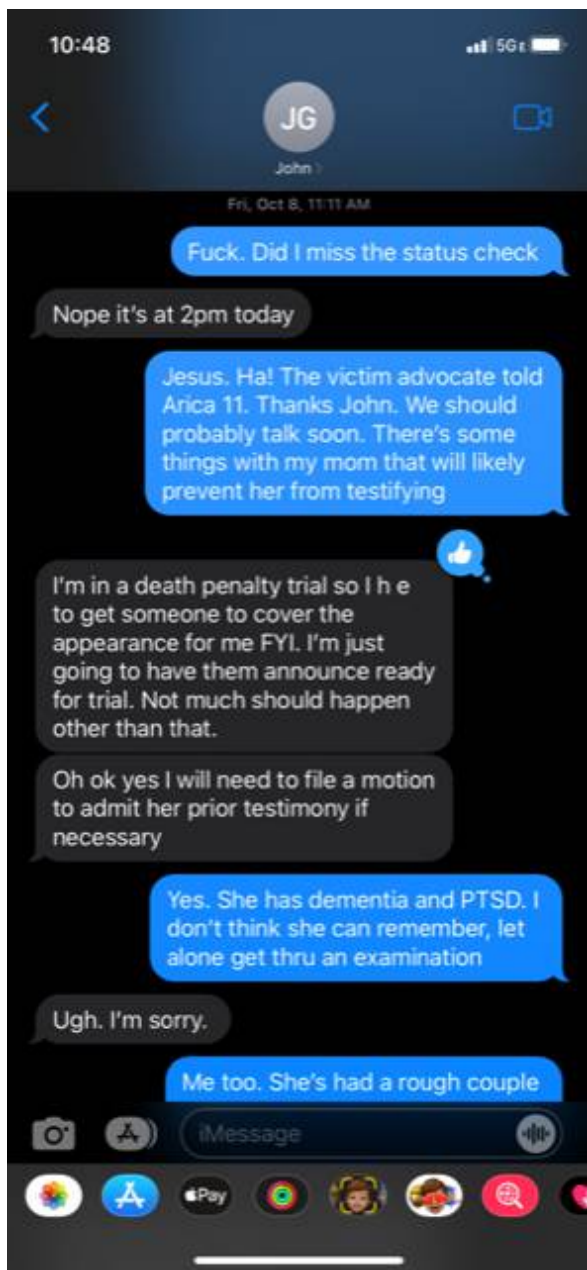 10:48
5G
JG
John
Fri, Oct 8, 11:11 AM
Fuck. Did I miss the status check
Nope it's at 2pm today
Jesus. Ha! The victim advocate told
Arica 11. Thanks John. We should
probably talk soon. There's some
things with my mom that will likely
prevent her from testifying
I'm in a death penalty trial so I h e
to get someone to cover the
appearance for me FYI. I'm just
going to have them announce ready
for trial. Not much should happen
other than that.
Oh ok yes I will need to file a motion
to admit her prior testimony if
necessary
Yes. She has dementia and PTSD. I
don't think she can remember, let
alone get thru an examination
Ugh. I'm sorry.
Me too. She's had a rough couple
iMessage
Pay